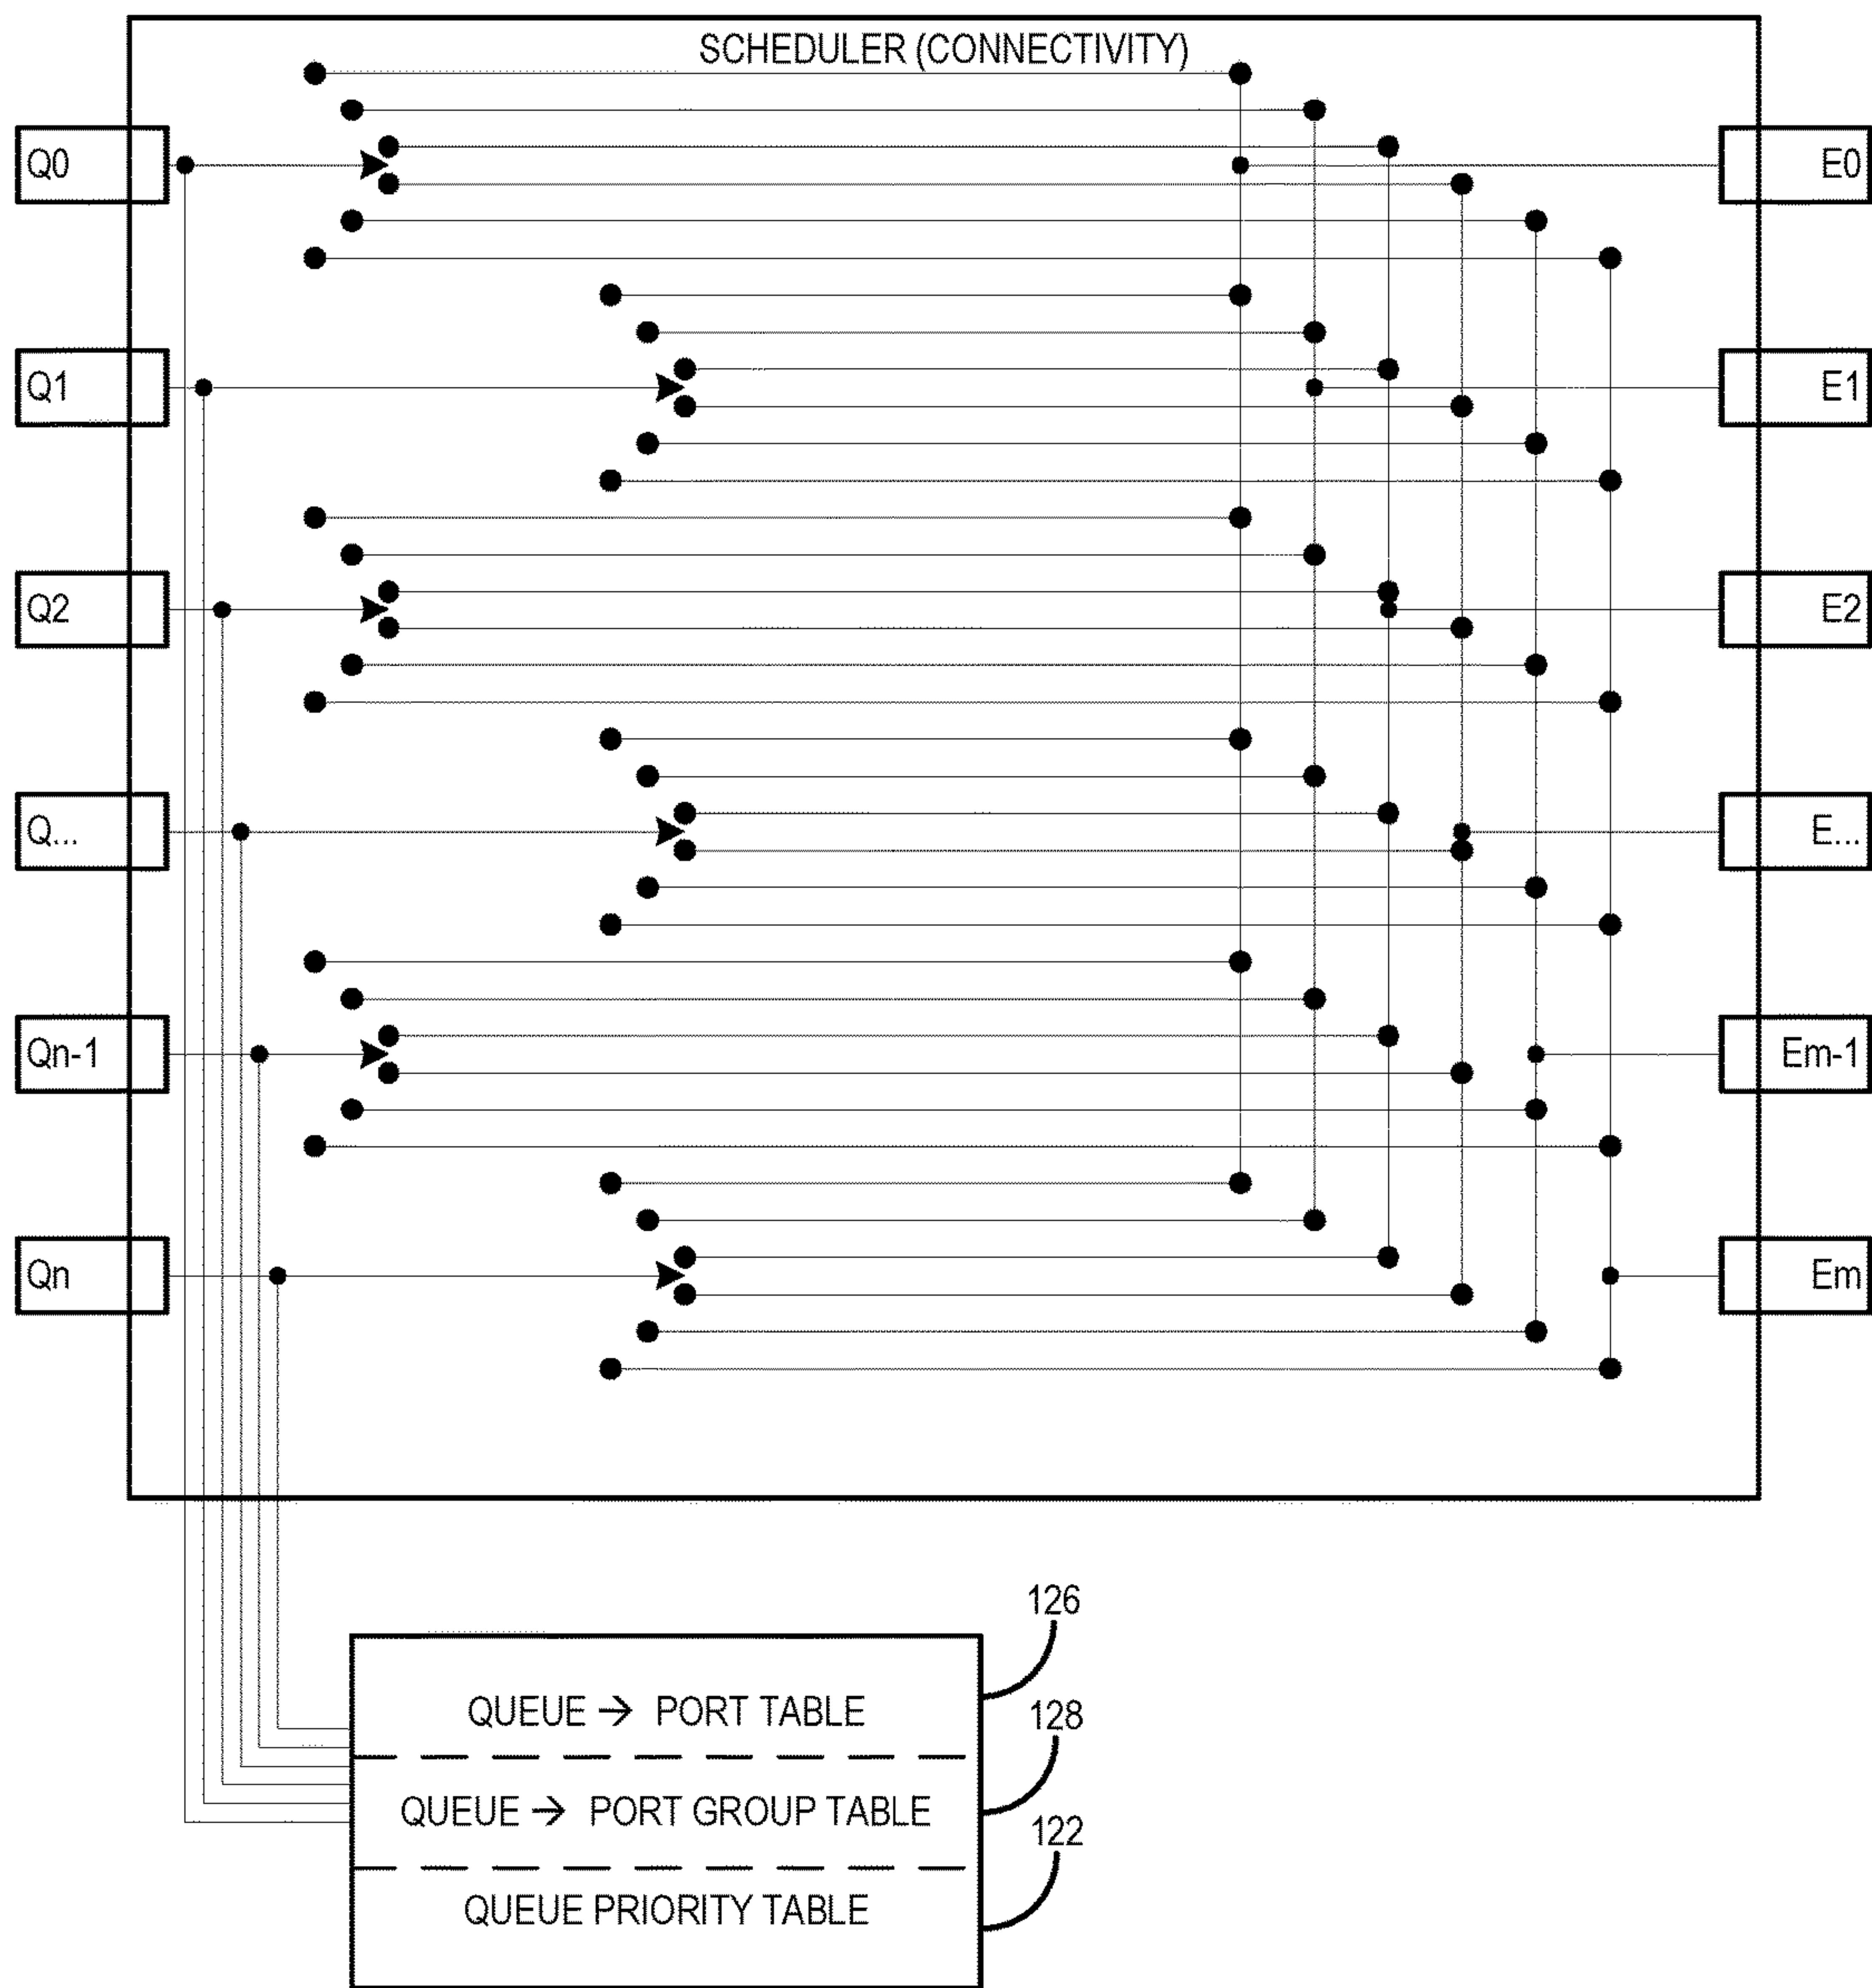 SCHEDULER (CONNECTIVITY)
Q0
E0
Q1
E1
Q2
E2
Q...
E...
Qn-1
Em-1
Qn
Em
126
QUEUE → PORT TABLE
128
QUEUE → PORT GROUP TABLE
122
QUEUE PRIORITY TABLE